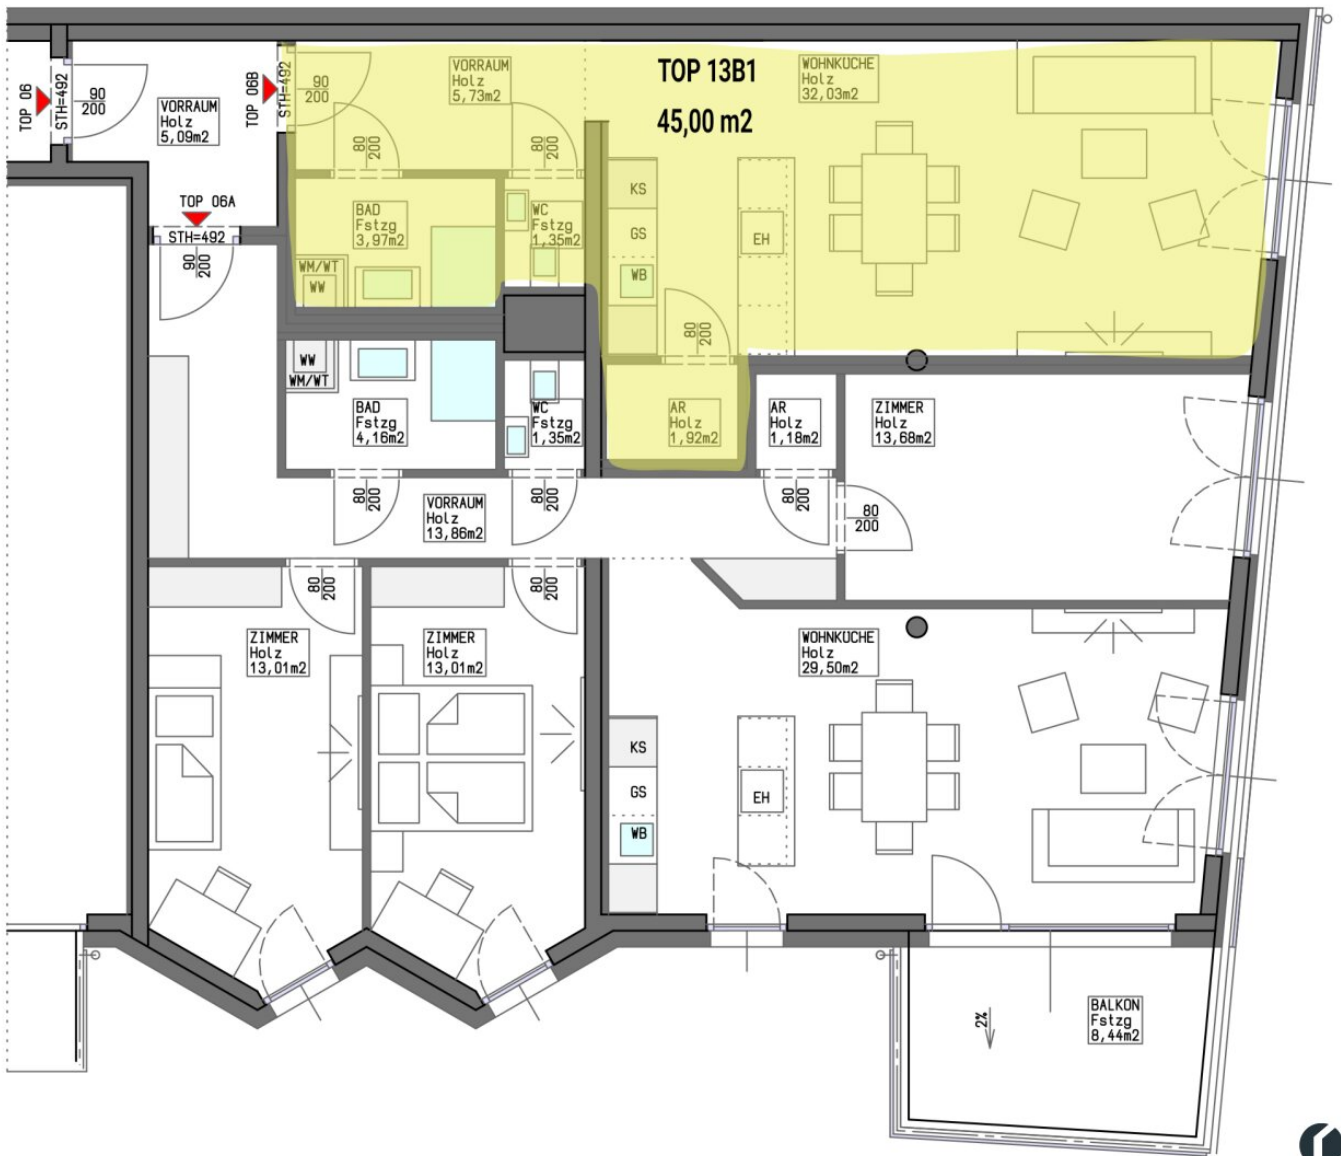 TOP 06
STH=492
90
200
VORRAUM
Holz
5,09m2
TOP 06B
STH=492
90
200
VORRAUM
Holz
5,73m2
TOP 13B1
45,00 m2
WOHNKÜCHE
Holz
32,03m2
80
200
80
200
TOP 06A
STH=492
90
200
BAD
Fstzg
3,97m2
WM/WT
WW
WC
Fstzg
1,35m2
KS
GS
WB
EH
80
200
WW
WM/WT
BAD
Fstzg
4,16m2
WC
Fstzg
1,35m2
AR
Holz
1,92m2
AR
Holz
1,18m2
ZIMMER
Holz
13,68m2
80
200
VORRAUM
Holz
13,86m2
80
200
80
200
80
200
80
200
80
200
ZIMMER
Holz
13,01m2
ZIMMER
Holz
13,01m2
WOHNKÜCHE
Holz
29,50m2
KS
GS
WB
EH
2%
BALKON
Fstzg
8,44m2